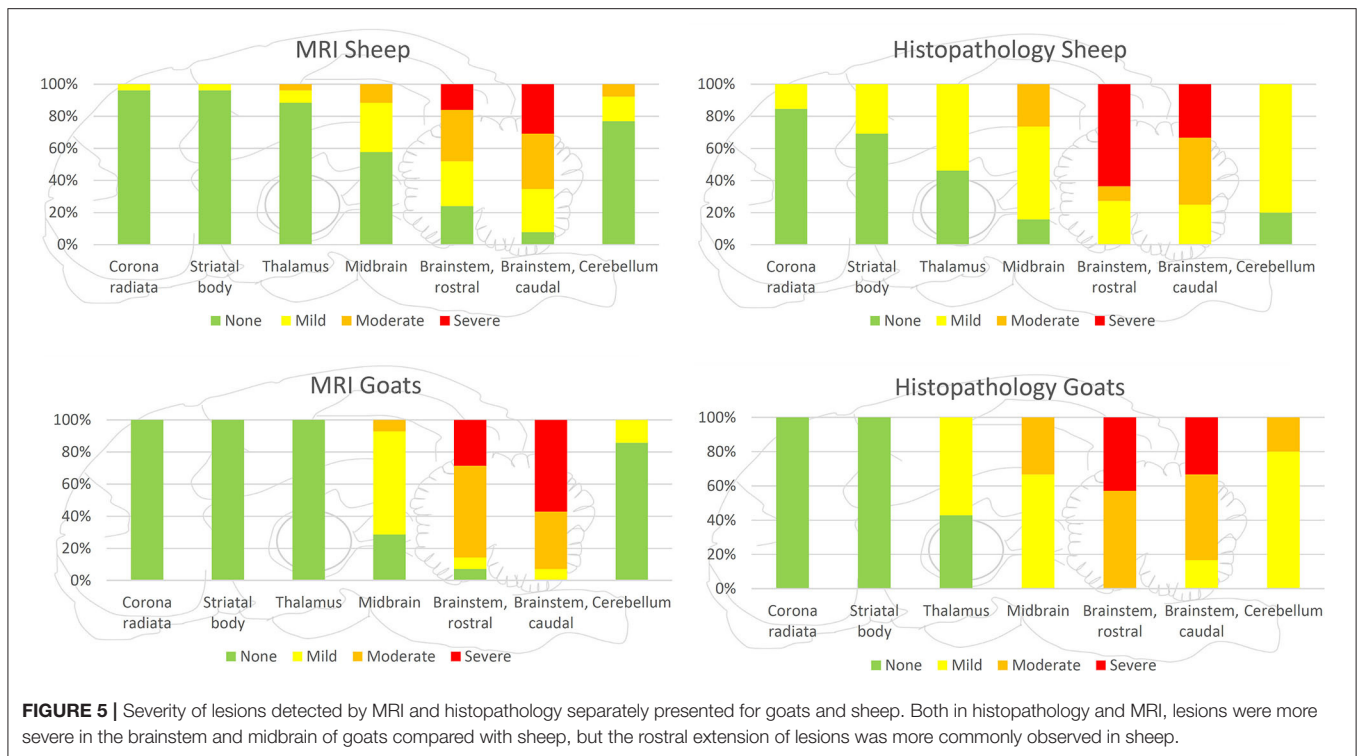 MRI Sheep
100%
80%
60%
40%
20%
0%
Corona radiata
Striatal body
Thalamus
Midbrain
Brainstem, rostral
Brainstem, caudal
Cerebellum
None Mild Moderate Severe
Histopathology Sheep
100%
80%
60%
40%
20%
0%
Corona radiata
Striatal body
Thalamus
Midbrain
Brainstem, rostral
Brainstem, caudal
Cerebellum
None Mild Moderate Severe
MRI Goats
100%
80%
60%
40%
20%
0%
Corona radiata
Striatal body
Thalamus
Midbrain
Brainstem, rostral
Brainstem, caudal
Cerebellum
None Mild Moderate Severe
Histopathology Goats
100%
80%
60%
40%
20%
0%
Corona radiata
Striatal body
Thalamus
Midbrain
Brainstem, rostral
Brainstem, caudal
Cerebellum
None Mild Moderate Severe
FIGURE 5 | Severity of lesions detected by MRI and histopathology separately presented for goats and sheep. Both in histopathology and MRI, lesions were more
severe in the brainstem and midbrain of goats compared with sheep, but the rostral extension of lesions was more commonly observed in sheep.